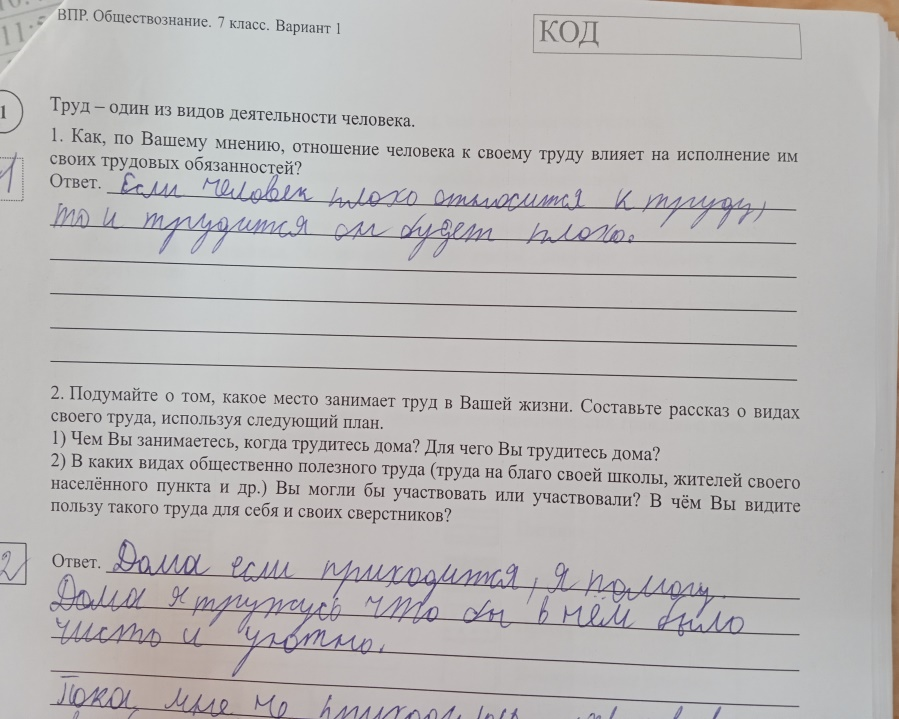 ВПР. Обществознание. 7 класс. Вариант 1
КОД
11:
1
Труд – один из видов деятельности человека.
1. Как, по Вашему мнению, отношение человека к своему труду влияет на исполнение им
своих трудовых обязанностей?
1
Ответ. Если человек плохо относится к труду,
то и трудится он будет плохо.
2. Подумайте о том, какое место занимает труд в Вашей жизни. Составьте рассказ о видах
своего труда, используя следующий план.
1) Чем Вы занимаетесь, когда трудитесь дома? Для чего Вы трудитесь дома?
2) В каких видах общественно полезного труда (труда на благо своей школы, жителей своего
населённого пункта и др.) Вы могли бы участвовать или участвовали? В чём Вы видите
пользу такого труда для себя и своих сверстников?
2
Ответ. Дома если приходится, я помогу.
Дома я тружусь что бы в нём было
чисто и уютно.
Пока, мне не